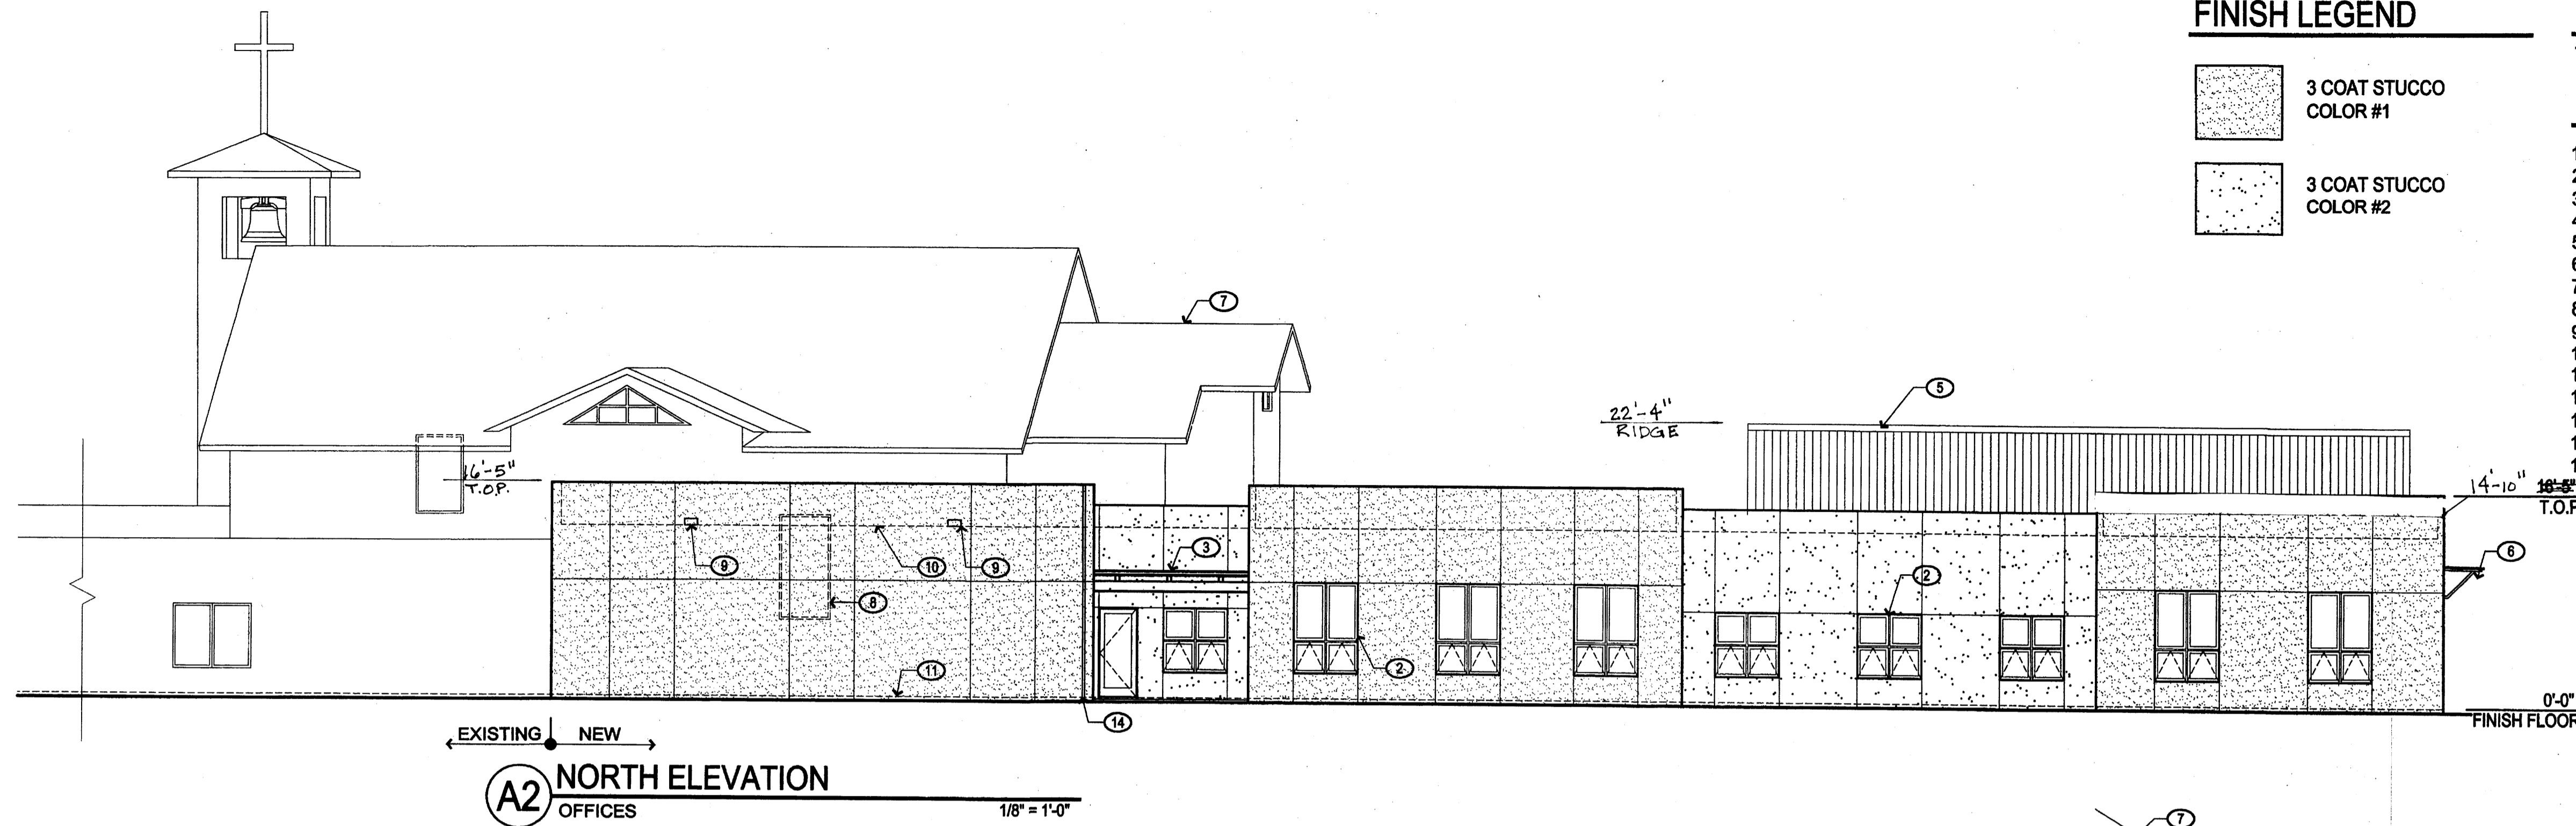 FINISH LEGEND
3 COAT STUCCO
COLOR #1
3 COAT STUCCO
COLOR #2
7
5
22'-4"
RIDGE
16'-5"
T.O.P.
14'-10" 16'-5"
T.O.P
9
10
9
3
2
6
8
2
11
14
0'-0"
FINISH FLOOR
EXISTING NEW
A2 NORTH ELEVATION
OFFICES 1/8" = 1'-0"
7